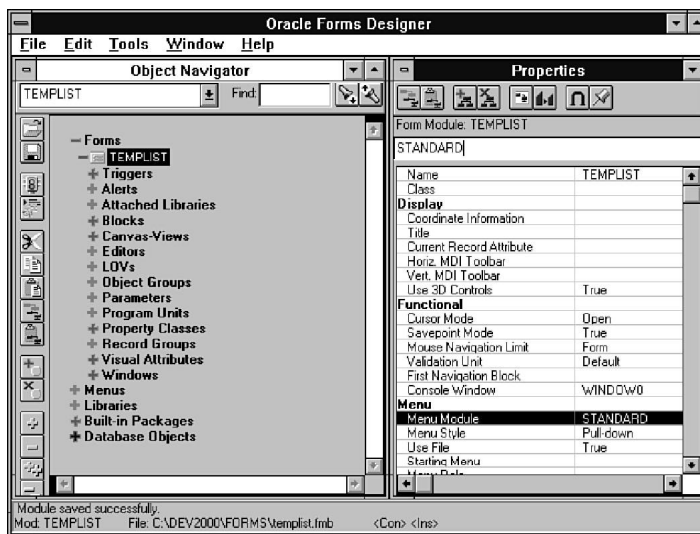 Oracle Forms Designer
File Edit Tools Window Help
Object Navigator
TEMPLIST Find:
Forms
TEMPLIST
Triggers
Alerts
Attached Libraries
Blocks
Canvas-Views
Editors
LOVs
Object Groups
Parameters
Program Units
Property Classes
Record Groups
Visual Attributes
Windows
Menus
Libraries
Built-in Packages
Database Objects
Properties
Form Module: TEMPLIST
STANDARD
Name TEMPLIST
Class
Display
Coordinate Information
Title
Current Record Attribute
Horiz. MDI Toolbar
Vert. MDI Toolbar
Use 3D Controls True
Functional
Cursor Mode Open
Savepoint Mode True
Mouse Navigation Limit Form
Validation Unit Default
First Navigation Block
Console Window WINDOW0
Menu
Menu Module STANDARD
Menu Style Pull-down
Use File True
Starting Menu
Module saved successfully.
Mod: TEMPLIST File: C:\DEV2000\FORMS\templist.fmb <Con> <Ins>